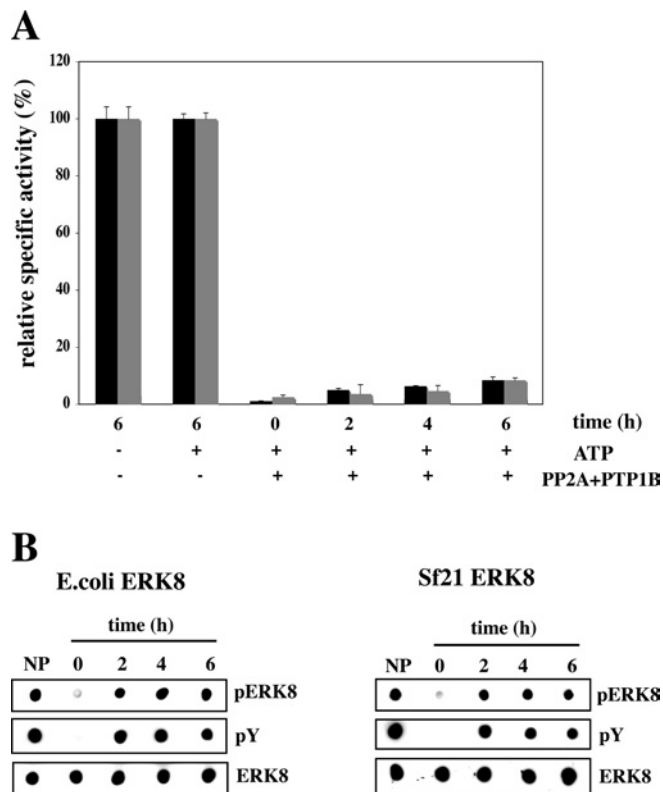 A
relative specific activity (%)
120
100
80
60
40
20
0
6 6 0 2 4 6 time (h)
- + + + + + ATP
- - + + + + PP2A+PTP1B
B
E.coli ERK8
time (h)
NP 0 2 4 6
pERK8
pY
ERK8
Sf21 ERK8
time (h)
NP 0 2 4 6
pERK8
pY
ERK8